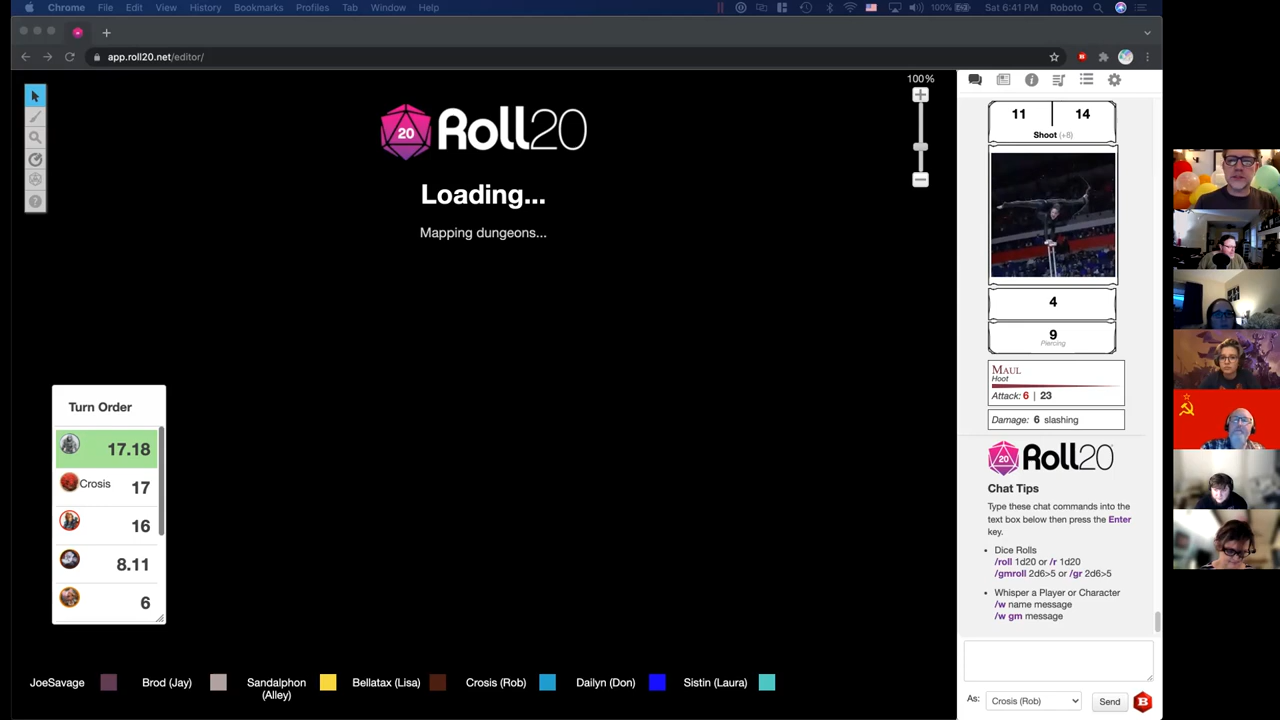 Chrome File Edit View History Bookmarks Profiles Tab Window Help 100% Sat 6:41 PM Roboto
app.roll20.net/editor/
100%
20 Roll20
Loading...
Mapping dungeons...
11 14
Shoot (+8)
4
9
Piercing
MAUL
Hoot
Attack: 6 | 23
Damage: 6 slashing
20 Roll20
Chat Tips
Type these chat commands into the
text box below then press the Enter
key.
Dice Rolls
/roll 1d20 or /r 1d20
/gmroll 2d6>5 or /gr 2d6>5
Whisper a Player or Character
/w name message
/w gm message
Turn Order
17.18
Crosis 17
16
8.11
6
JoeSavage Brod (Jay) Sandalphon Bellatax (Lisa) Crosis (Rob) Dailyn (Don) Sistin (Laura)
(Alley)
As: Crosis (Rob) Send